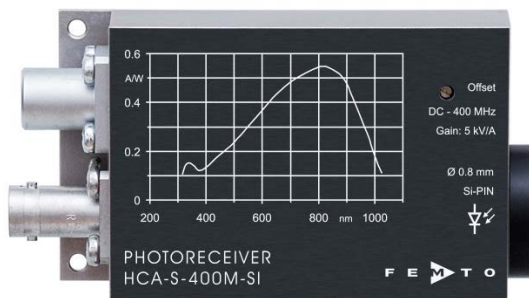 0.6
A/W
0.4
0.2
0
200 400 600 800 nm 1000
Offset
DC - 400 MHz
Gain: 5 kV/A
Ø 0.8 mm
Si-PIN
PHOTORECEIVER
HCA-S-400M-SI
FEMTO